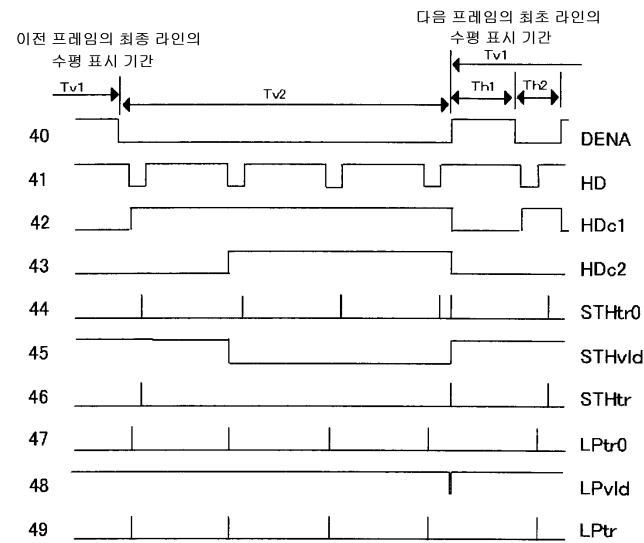 다음 프레임의 최초 라인의
수평 표시 기간
이전 프레임의 최종 라인의
수평 표시 기간
Tv1
Tv1
Tv2
Th1
Th2
40 DENA
41 HD
42 HDc1
43 HDc2
44 STHtr0
45 STHvld
46 STHtr
47 LPtr0
48 LPvld
49 LPtr